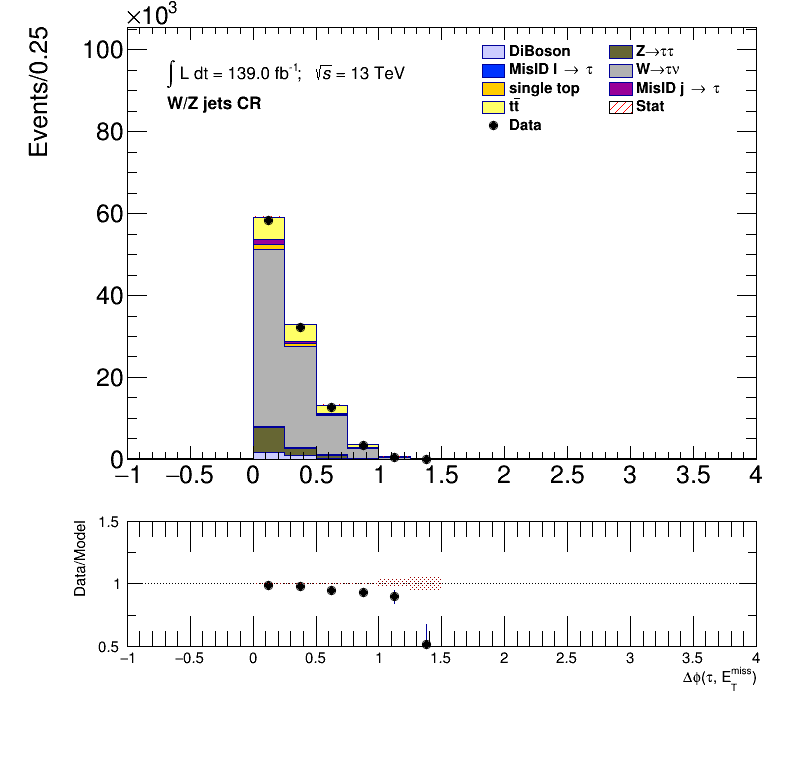 ×10³
Events/0.25
100
80
60
40
20
0
∫ L dt = 139.0 fb⁻¹; √s = 13 TeV
W/Z jets CR
DiBoson
MisID l → τ
single top
tt̄
Data
Z→ττ
W→τν
MisID j → τ
Stat
−1 −0.5 0 0.5 1 1.5 2 2.5 3 3.5 4
Data/Model
1.5
1
0.5
−1 −0.5 0 0.5 1 1.5 2 2.5 3 3.5 4
Δϕ(τ, E_T^miss)